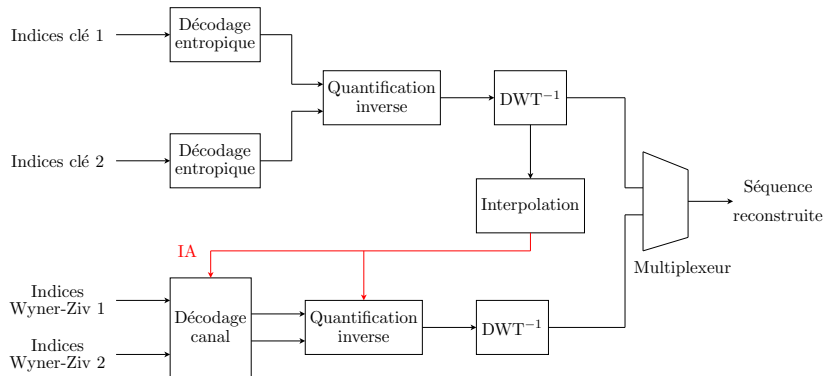 Indices clé 1
Décodage
entropique
Quantification
inverse
DWT⁻¹
Indices clé 2
Décodage
entropique
Interpolation
Séquence
reconstruite
Multiplexeur
IA
Indices
Wyner-Ziv 1
Indices
Wyner-Ziv 2
Décodage
canal
Quantification
inverse
DWT⁻¹